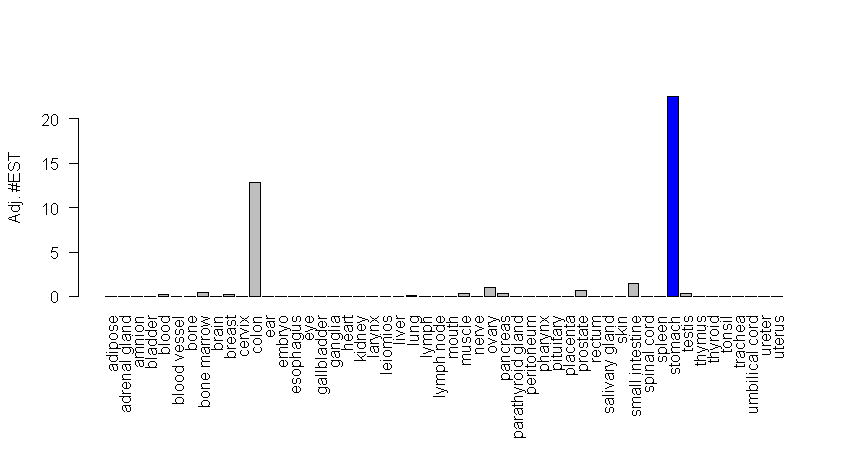 Adj. #EST
20
15
10
5
0
adipose
adrenal gland
amnion
bladder
blood
blood vessel
bone
bone marrow
brain
breast
cervix
colon
ear
embryo
esophagus
eye
gallbladder
ganglia
heart
kidney
larynx
leiomios
liver
lung
lymph
lymph node
mouth
muscle
nerve
ovary
pancreas
parathyroid gland
peritoneum
pharynx
pituitary
placenta
prostate
rectum
salivary gland
skin
small intestine
spinal cord
spleen
stomach
testis
thymus
thyroid
tonsil
trachea
umbilical cord
ureter
uterus